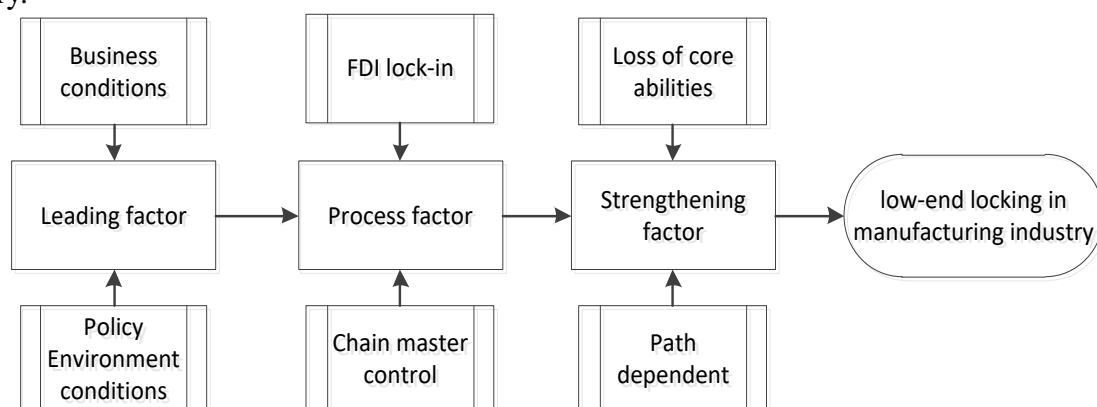 ry.
Business
conditions
FDI lock-in
Loss of core
abilities
Leading factor
Process factor
Strengthening
factor
low-end locking in
manufacturing industry
Policy
Environment
conditions
Chain master
control
Path
dependent